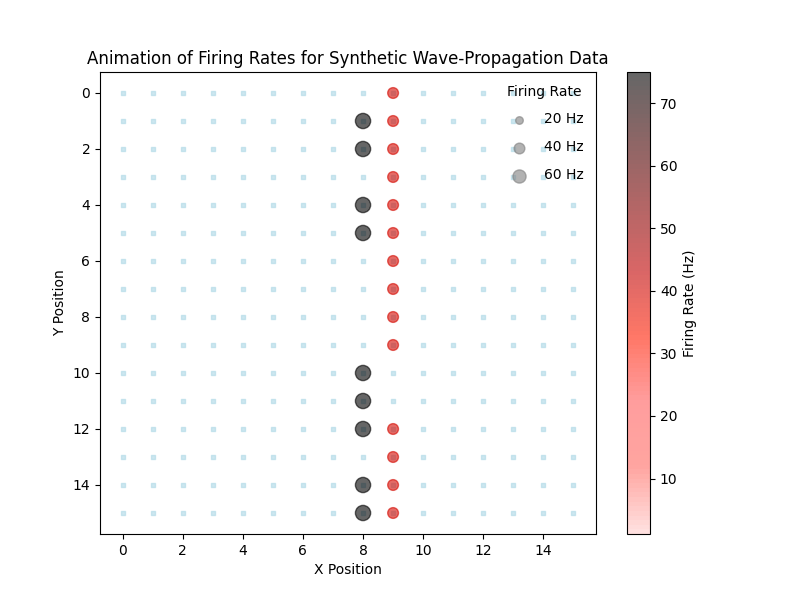 Animation of Firing Rates for Synthetic Wave-Propagation Data
Firing Rate
20 Hz
40 Hz
60 Hz
0
2
4
6
8
10
12
14
Y Position
0 2 4 6 8 10 12 14
X Position
70
60
50
40
30
20
10
Firing Rate (Hz)